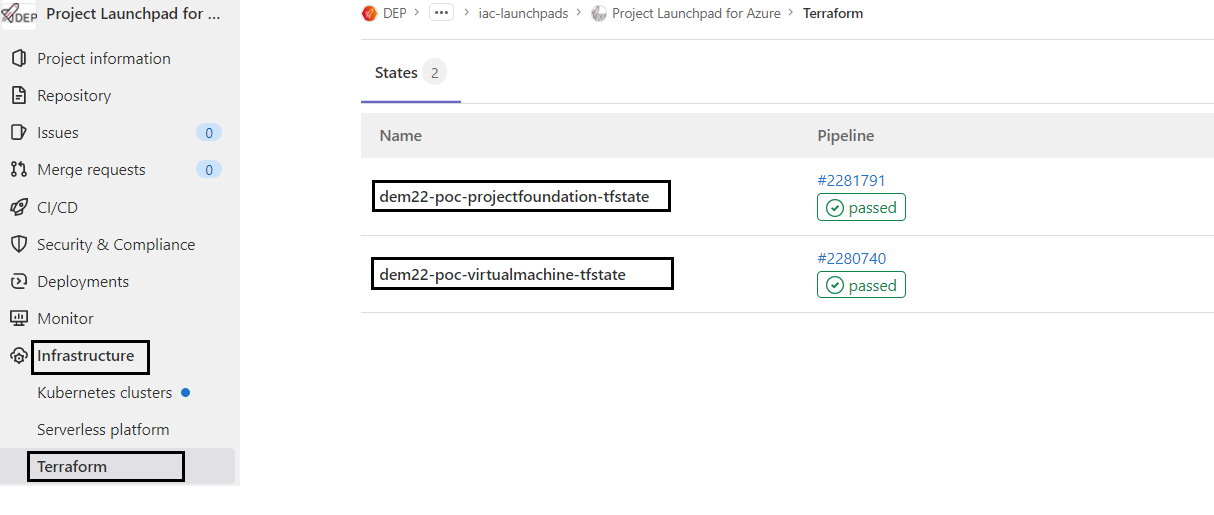 DEP
Project Launchpad for ...
Project information
Repository
Issues 0
Merge requests 0
CI/CD
Security & Compliance
Deployments
Monitor
Infrastructure
Kubernetes clusters
Serverless platform
Terraform
DEP > ... > iac-launchpads > Project Launchpad for Azure > Terraform
States 2
Name Pipeline
dem22-poc-projectfoundation-tfstate #2281791
passed
dem22-poc-virtualmachine-tfstate #2280740
passed